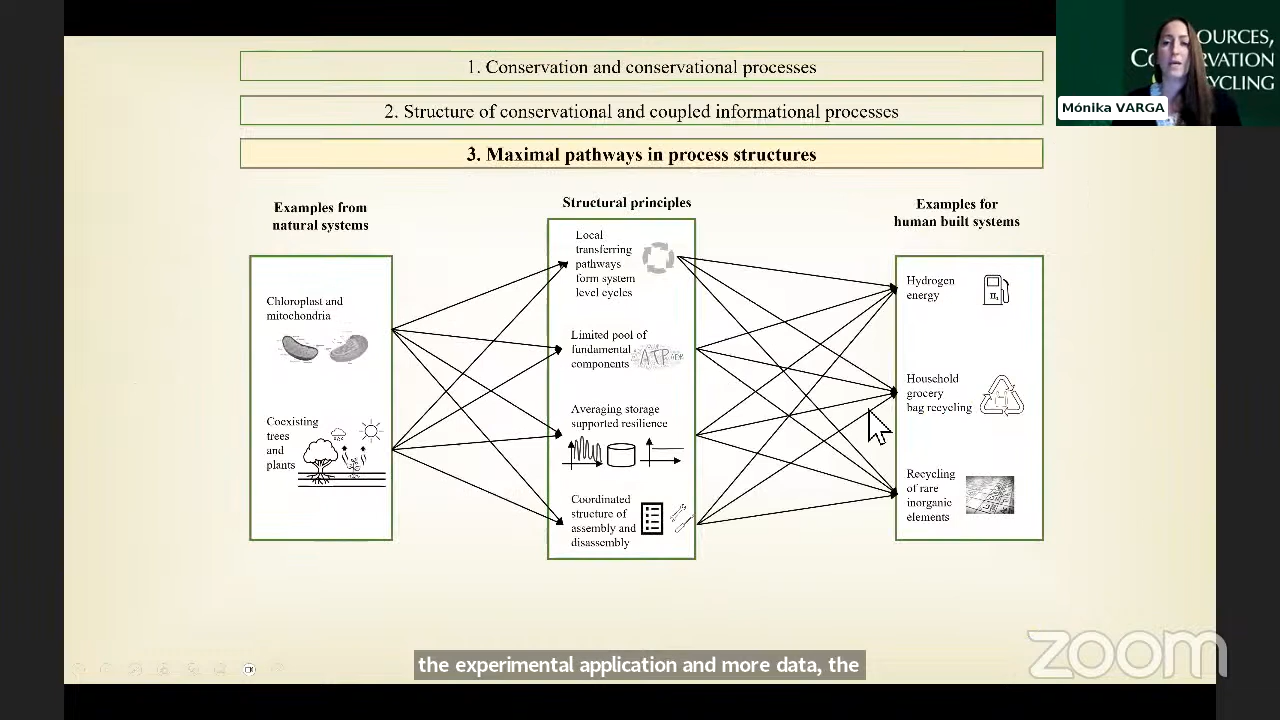 1. Conservation and conservational processes
2. Structure of conservational and coupled informational processes
3. Maximal pathways in process structures
OURCES,
VATION
YCLING
Mónika VARGA
Examples from
natural systems
Chloroplast and
mitochondria
Coexisting
trees
and
plants
Structural principles
Local
transferring
pathways
form system
level cycles
Limited pool of
fundamental
components
ATP
Averaging storage
supported resilience
Coordinated
structure of
assembly and
disassembly
Examples for
human built systems
Hydrogen
energy
Household
grocery
bag recycling
Recycling
of rare
inorganic
elements
the experimental application and more data, the
zoom